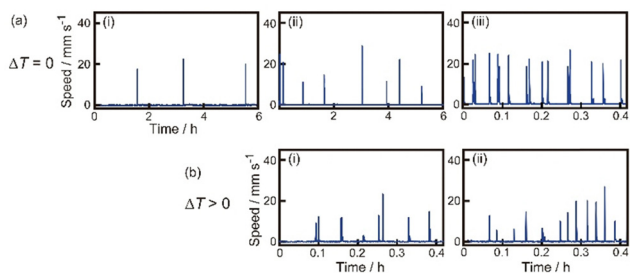 (a)
ΔT = 0
Speed / mm s⁻¹
40
20
0
(i)
(ii)
(iii)
0 2 4 6
0 2 4 6
0 0.1 0.2 0.3 0.4
Time / h
(b)
ΔT > 0
Speed / mm s⁻¹
40
20
0
(i)
(ii)
0 0.1 0.2 0.3 0.4
0 0.1 0.2 0.3 0.4
Time / h
Time / h